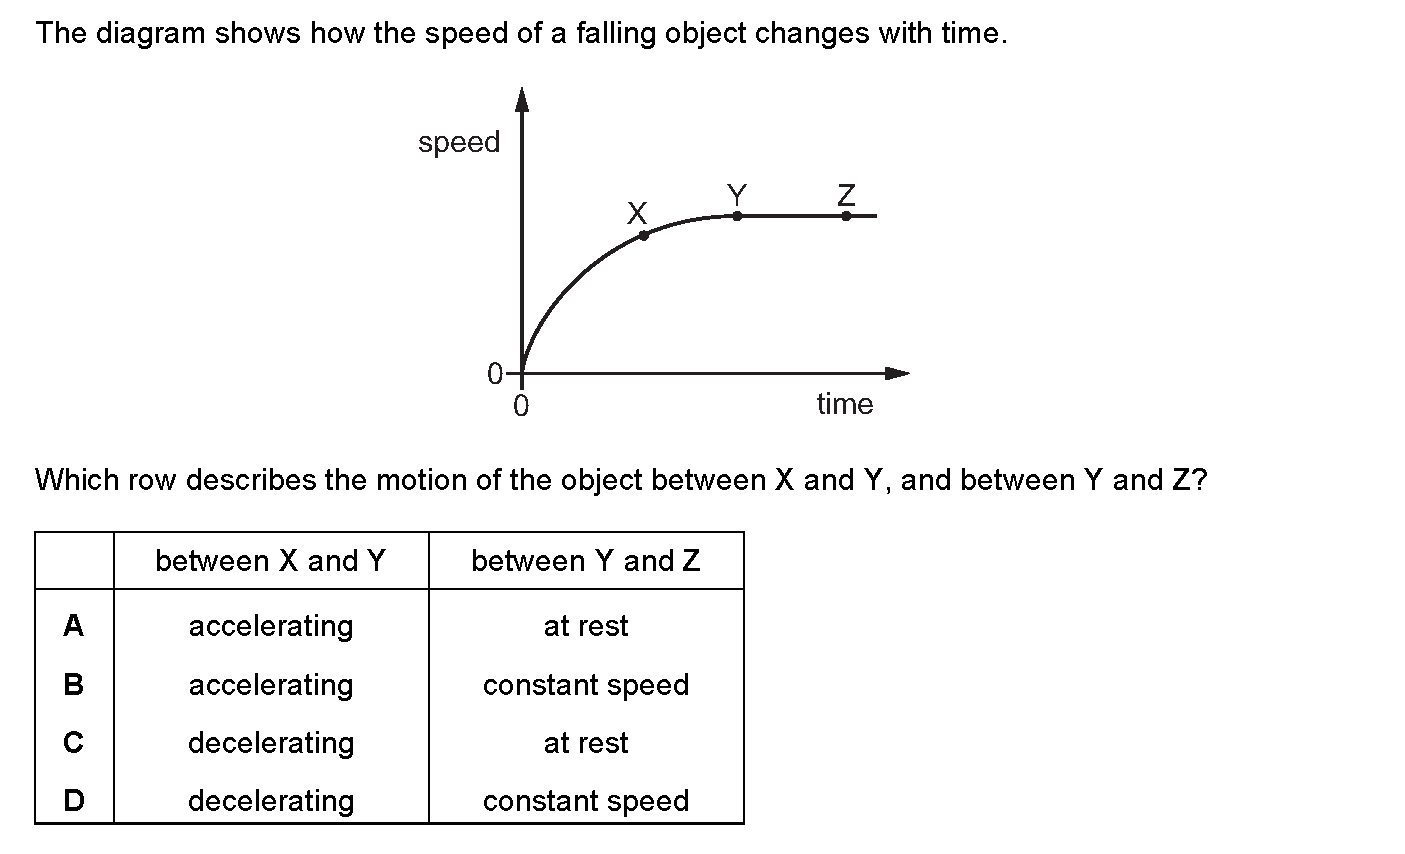 The diagram shows how the speed of a falling object changes with time.
speed
X
Y
Z
0
0
time
Which row describes the motion of the object between X and Y, and between Y and Z?
between X and Y between Y and Z
A accelerating at rest
B accelerating constant speed
C decelerating at rest
D decelerating constant speed